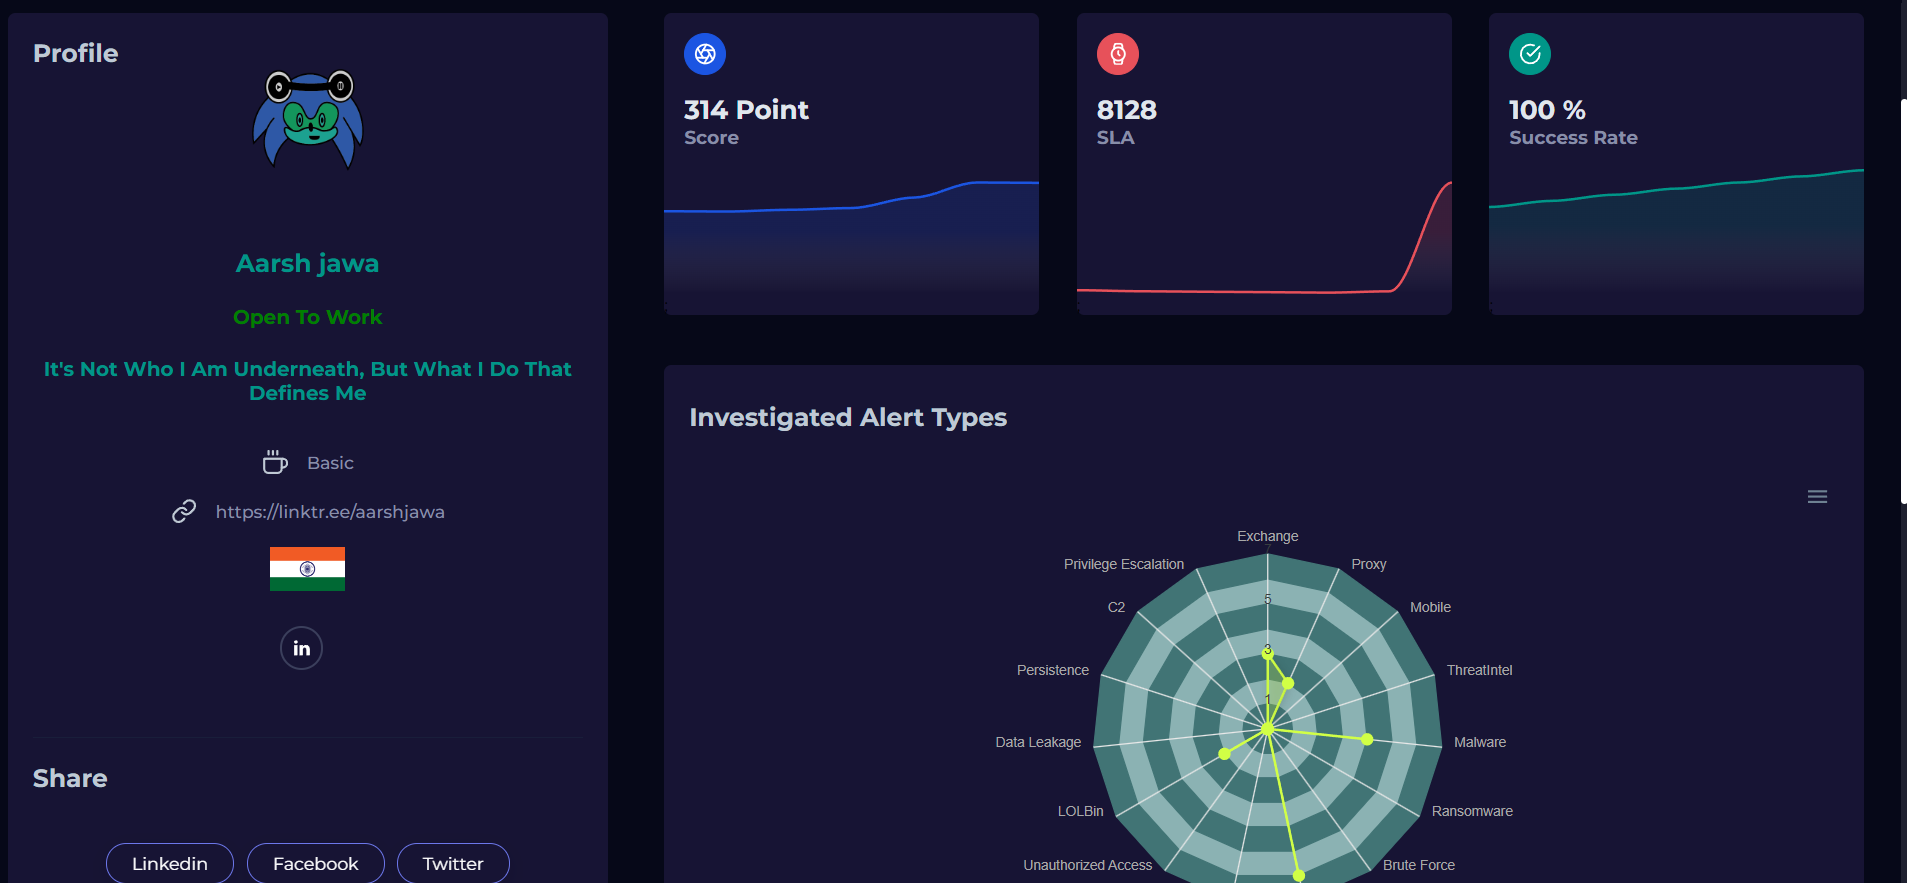 Profile
Aarsh jawa
Open To Work
It's Not Who I Am Underneath, But What I Do That
Defines Me
Basic
https://linktr.ee/aarshjawa
in
Share
Linkedin
Facebook
Twitter
314 Point
Score
8128
SLA
100 %
Success Rate
Investigated Alert Types
Exchange
7
Privilege Escalation
Proxy
C2
5
Mobile
3
Persistence
ThreatIntel
1
Data Leakage
Malware
LOLBin
Ransomware
Unauthorized Access
Brute Force